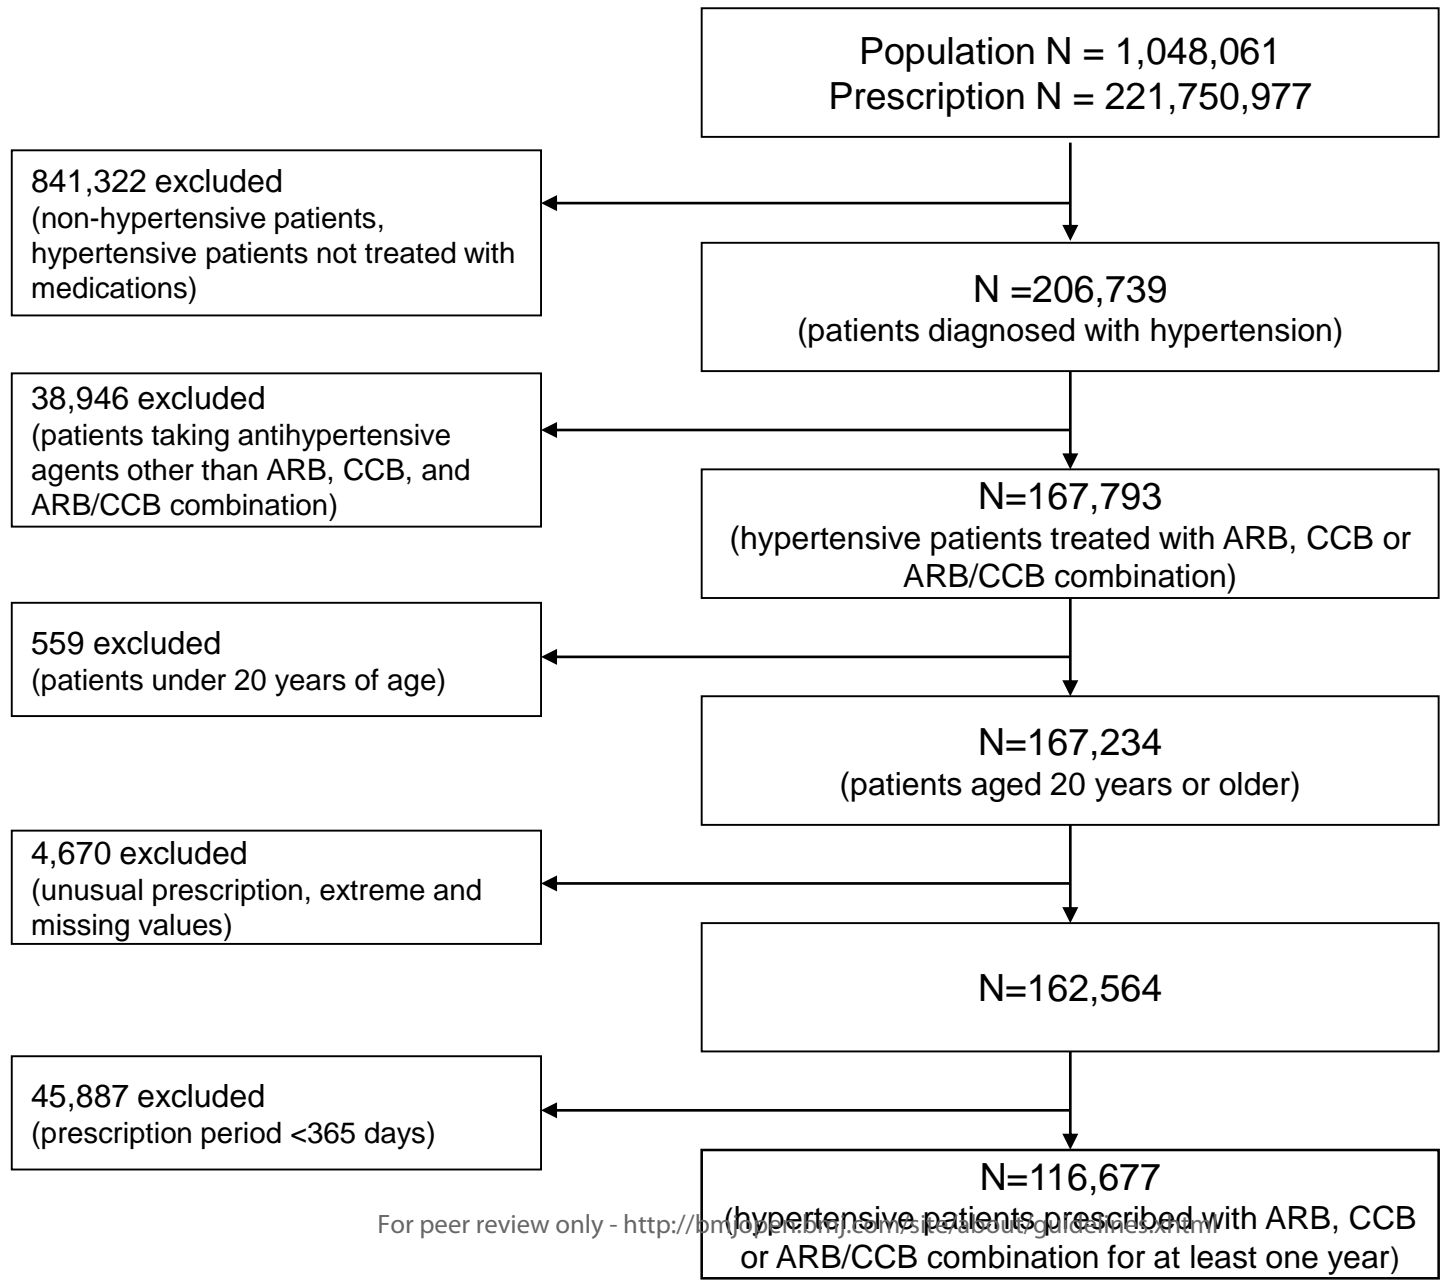 Population N = 1,048,061
Prescription N = 221,750,977
841,322 excluded
(non-hypertensive patients,
hypertensive patients not treated with
medications)
N =206,739
(patients diagnosed with hypertension)
38,946 excluded
(patients taking antihypertensive
agents other than ARB, CCB, and
ARB/CCB combination)
N=167,793
(hypertensive patients treated with ARB, CCB or
ARB/CCB combination)
559 excluded
(patients under 20 years of age)
N=167,234
(patients aged 20 years or older)
4,670 excluded
(unusual prescription, extreme and
missing values)
N=162,564
45,887 excluded
(prescription period <365 days)
N=116,677
(hypertensive patients prescribed with ARB, CCB
or ARB/CCB combination for at least one year)
For peer review only - http://bmjopen.bmj.com/site/about/guidelines.xhtml